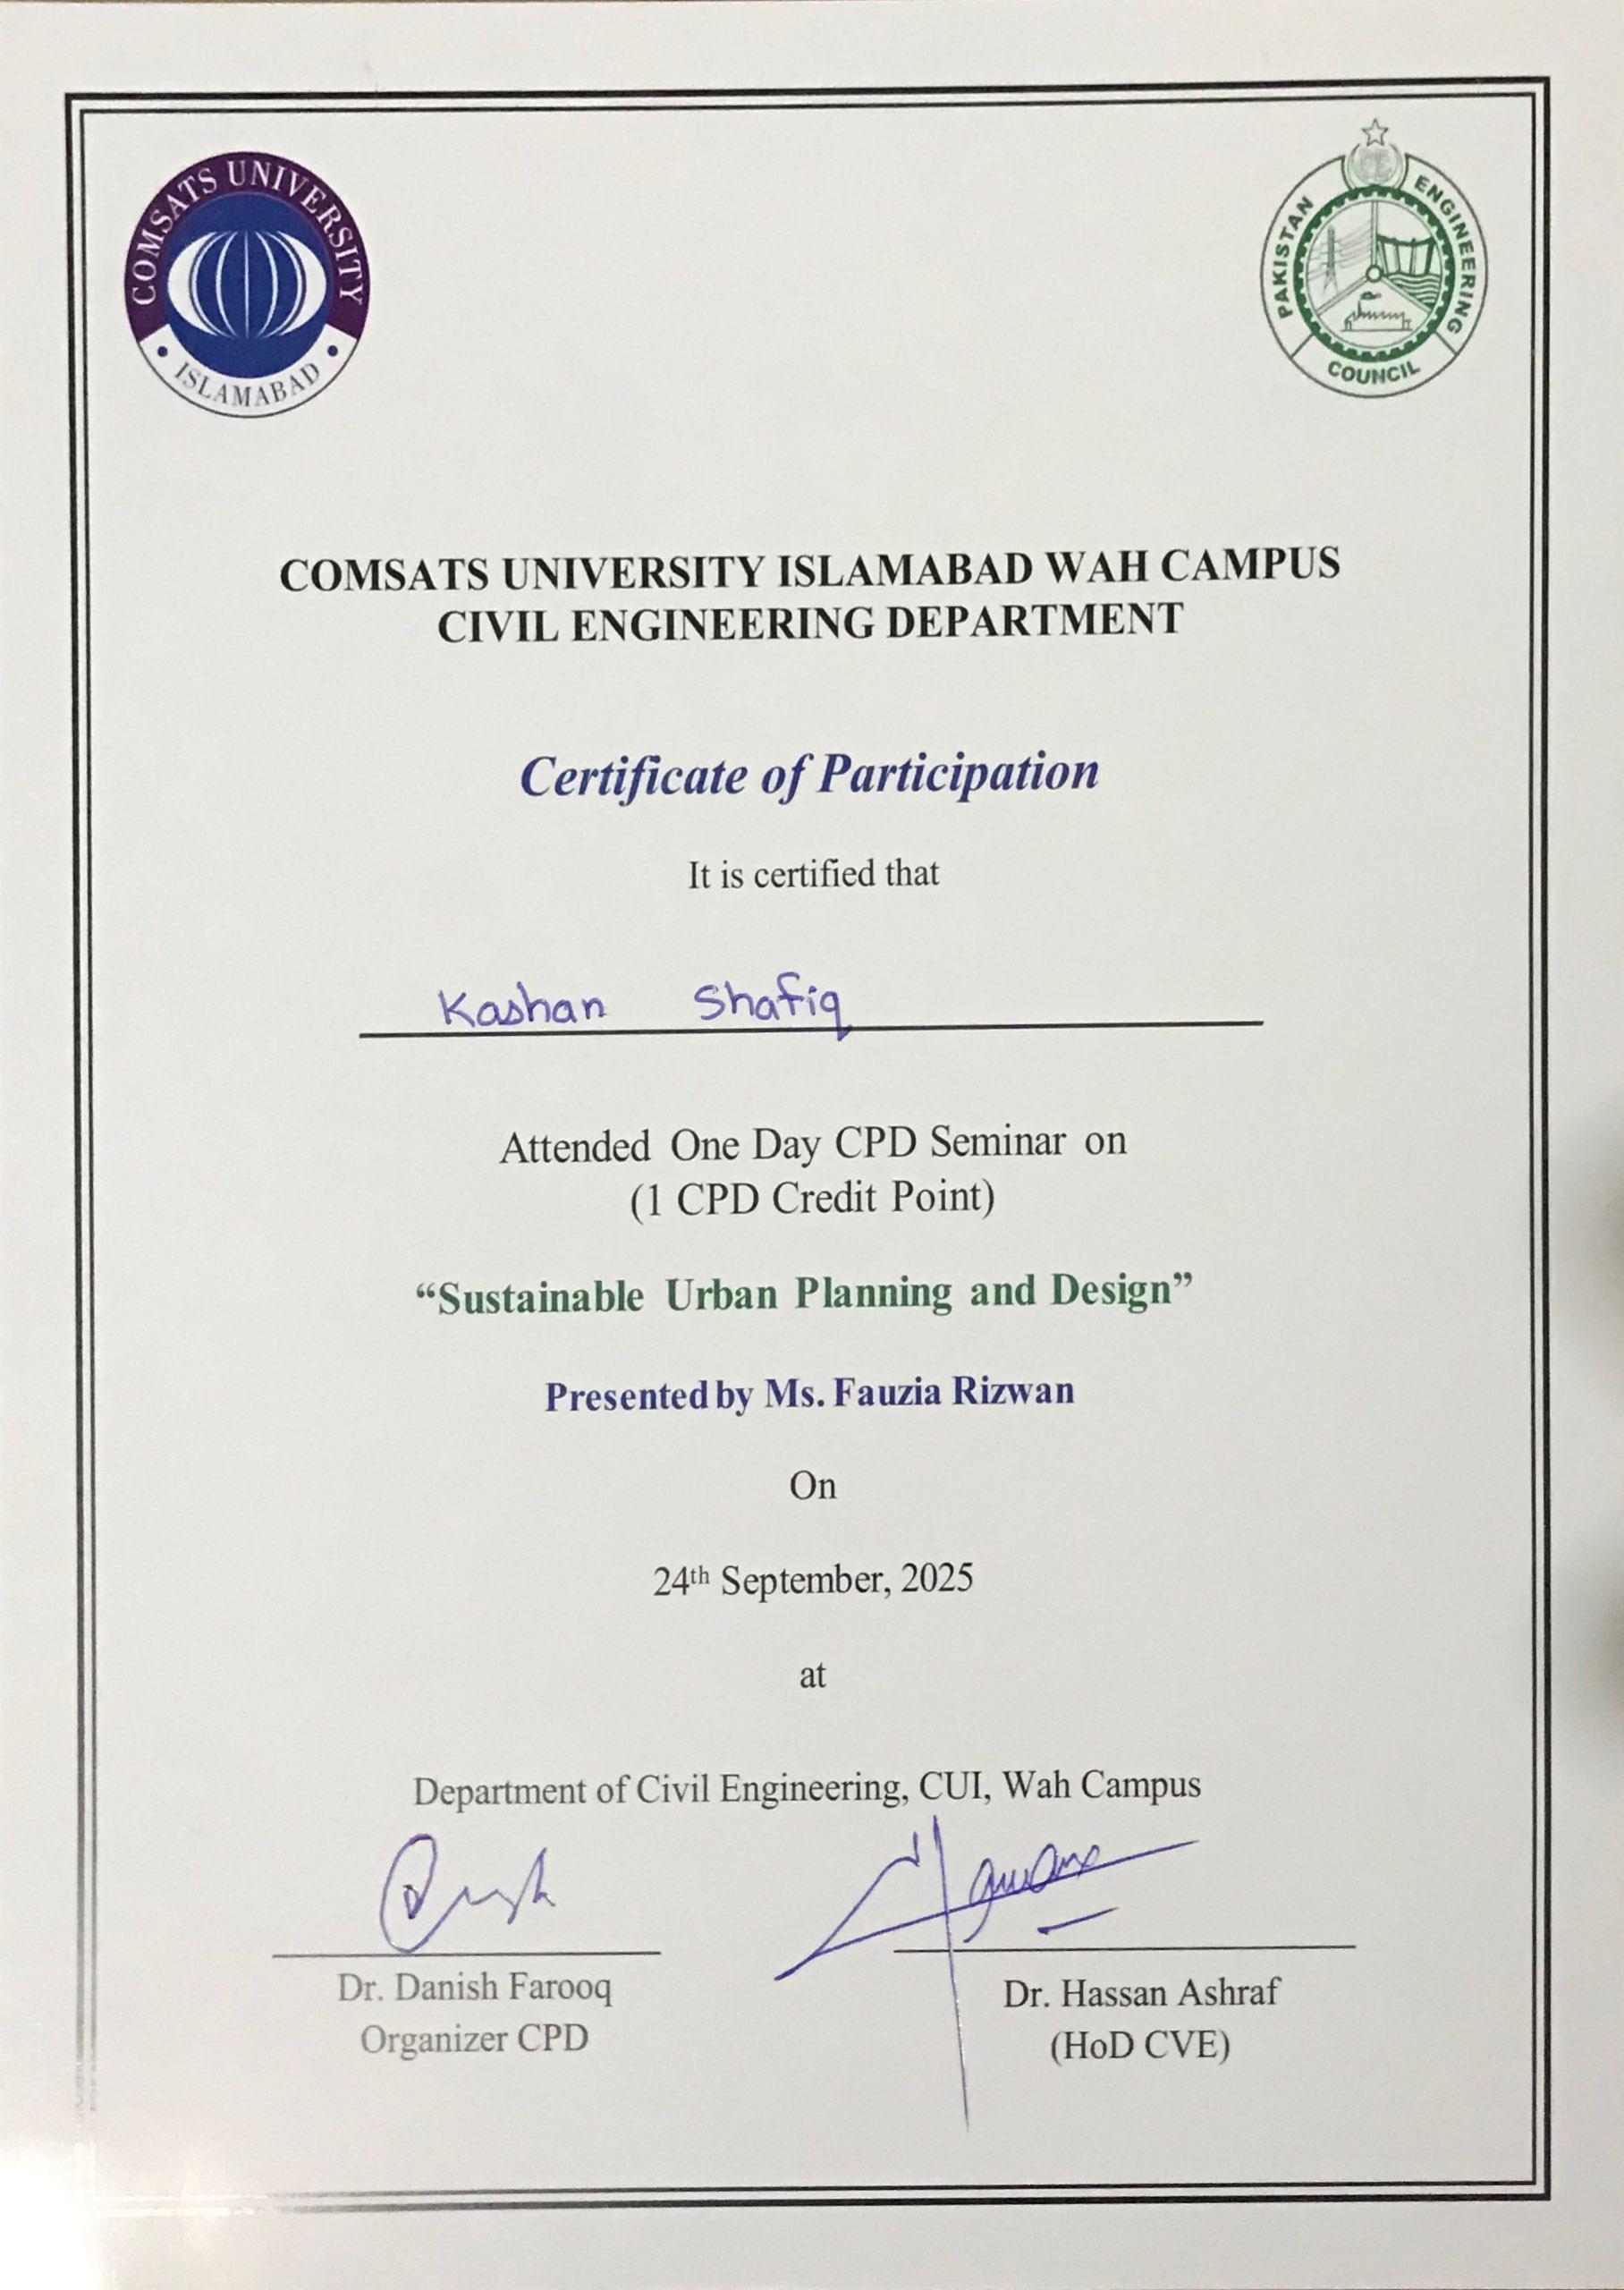 COMSATS UNIVERSITY
ISLAMABAD
PAKISTAN ENGINEERING
COUNCIL
COMSATS UNIVERSITY ISLAMABAD WAH CAMPUS
CIVIL ENGINEERING DEPARTMENT
Certificate of Participation
It is certified that
Kashan Shafiq
Attended One Day CPD Seminar on
(1 CPD Credit Point)
“Sustainable Urban Planning and Design”
Presented by Ms. Fauzia Rizwan
On
24th September, 2025
at
Department of Civil Engineering, CUI, Wah Campus
Dr. Danish Farooq
Organizer CPD
Dr. Hassan Ashraf
(HoD CVE)